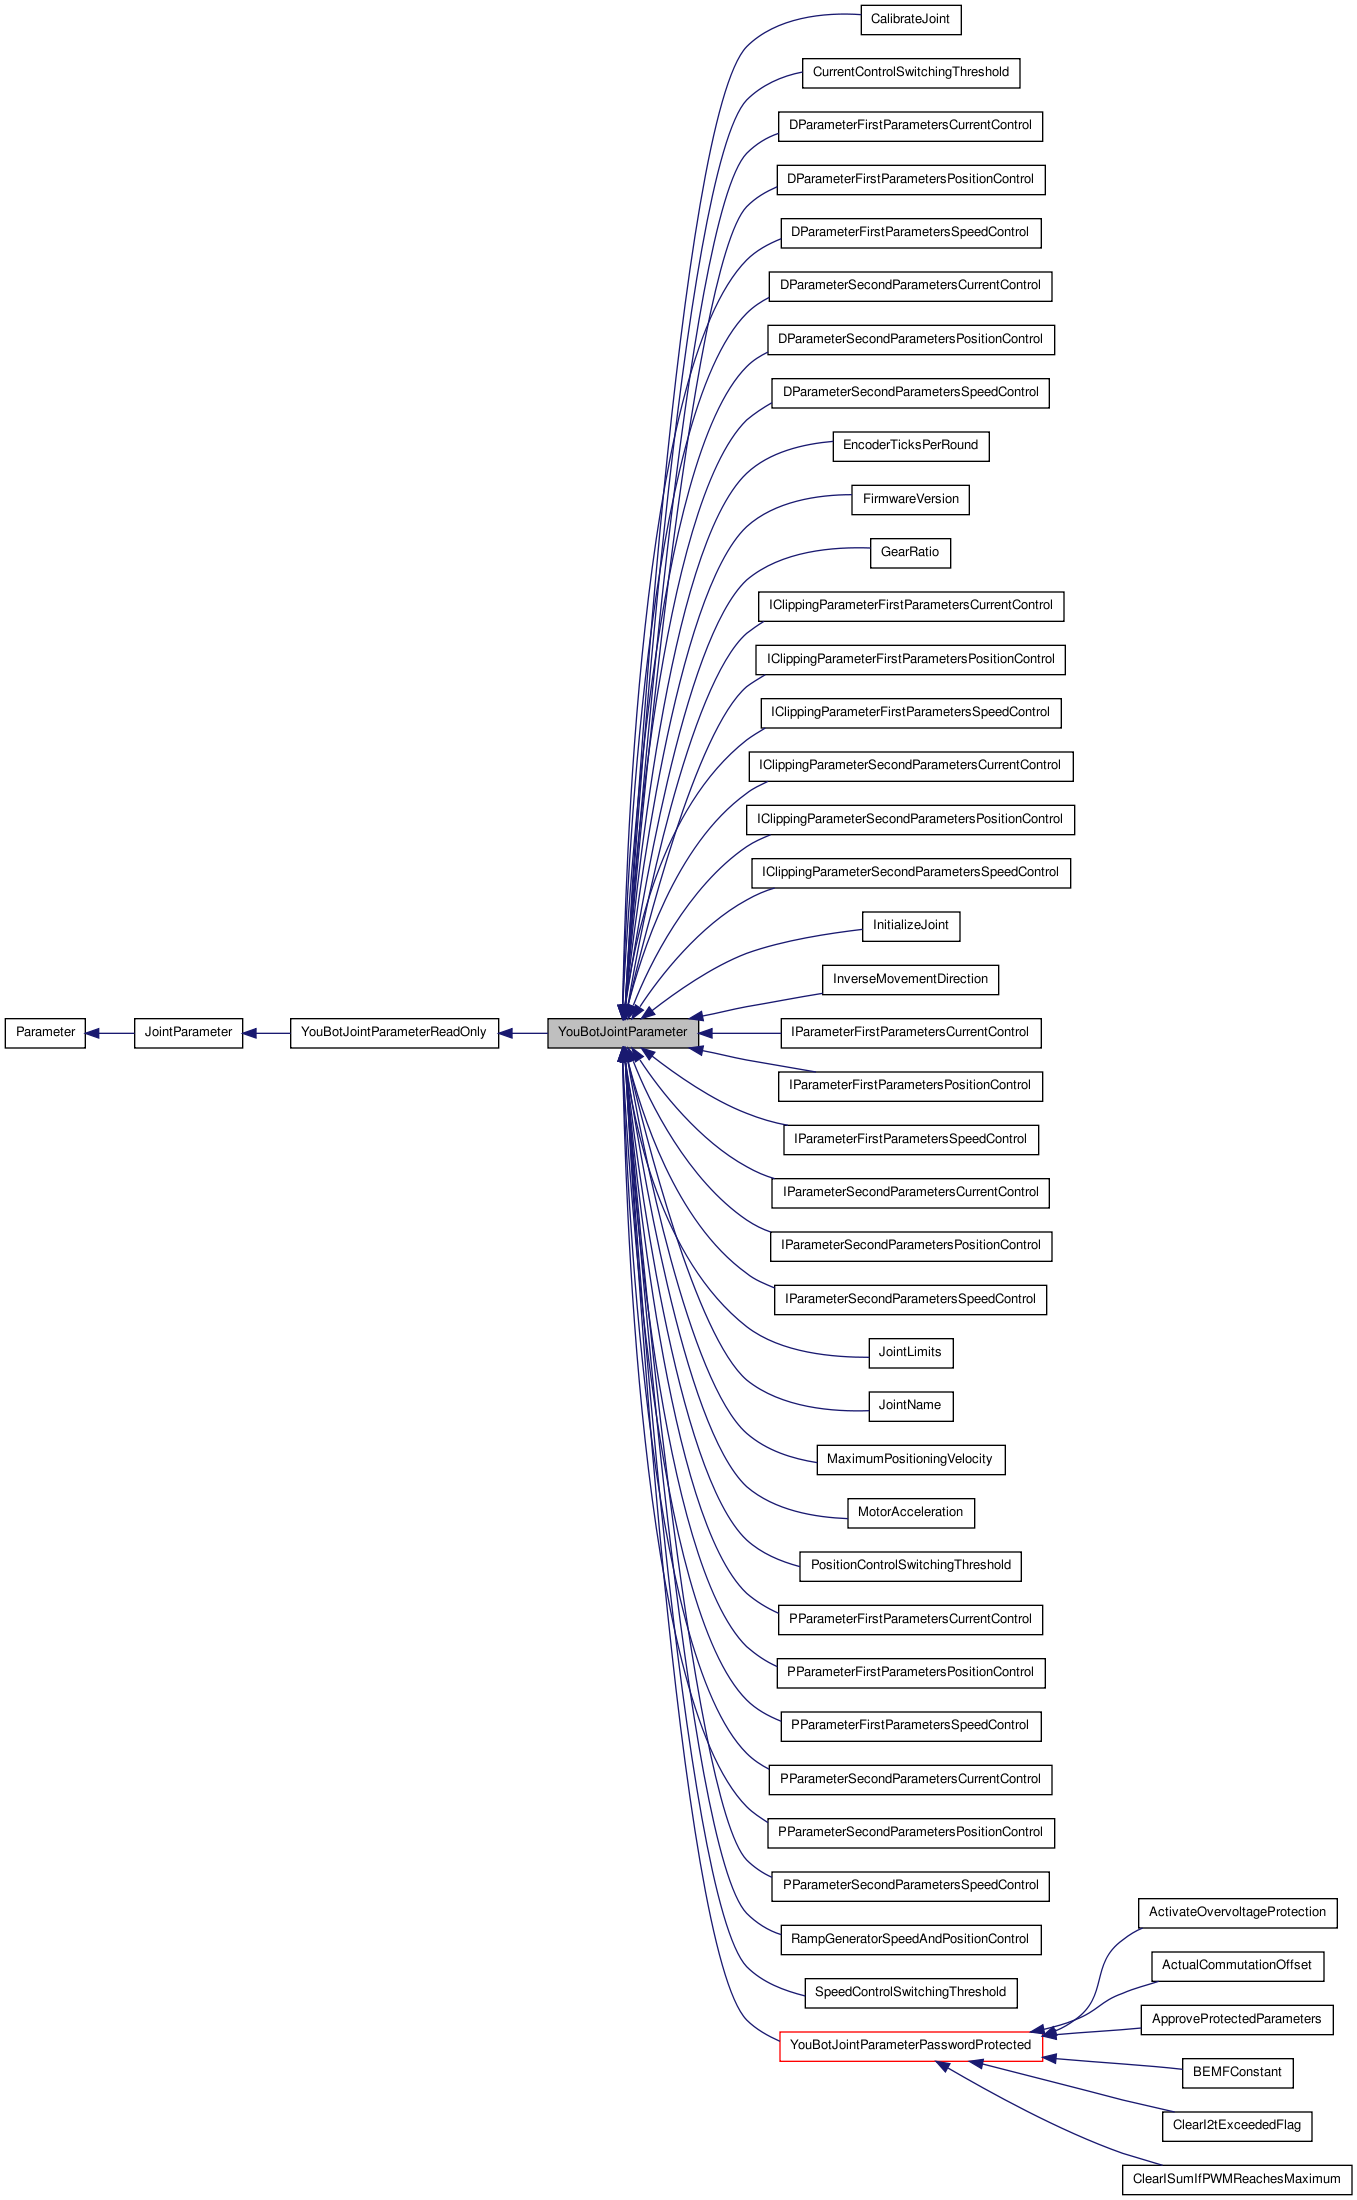 CalibrateJoint
CurrentControlSwitchingThreshold
DParameterFirstParametersCurrentControl
DParameterFirstParametersPositionControl
DParameterFirstParametersSpeedControl
DParameterSecondParametersCurrentControl
DParameterSecondParametersPositionControl
DParameterSecondParametersSpeedControl
EncoderTicksPerRound
FirmwareVersion
GearRatio
IClippingParameterFirstParametersCurrentControl
IClippingParameterFirstParametersPositionControl
IClippingParameterFirstParametersSpeedControl
IClippingParameterSecondParametersCurrentControl
IClippingParameterSecondParametersPositionControl
IClippingParameterSecondParametersSpeedControl
InitializeJoint
InverseMovementDirection
Parameter
JointParameter
YouBotJointParameterReadOnly
YouBotJointParameter
IParameterFirstParametersCurrentControl
IParameterFirstParametersPositionControl
IParameterFirstParametersSpeedControl
IParameterSecondParametersCurrentControl
IParameterSecondParametersPositionControl
IParameterSecondParametersSpeedControl
JointLimits
JointName
MaximumPositioningVelocity
MotorAcceleration
PositionControlSwitchingThreshold
PParameterFirstParametersCurrentControl
PParameterFirstParametersPositionControl
PParameterFirstParametersSpeedControl
PParameterSecondParametersCurrentControl
PParameterSecondParametersPositionControl
PParameterSecondParametersSpeedControl
RampGeneratorSpeedAndPositionControl
SpeedControlSwitchingThreshold
YouBotJointParameterPasswordProtected
ActivateOvervoltageProtection
ActualCommutationOffset
ApproveProtectedParameters
BEMFConstant
ClearI2tExceededFlag
ClearISumIfPWMReachesMaximum